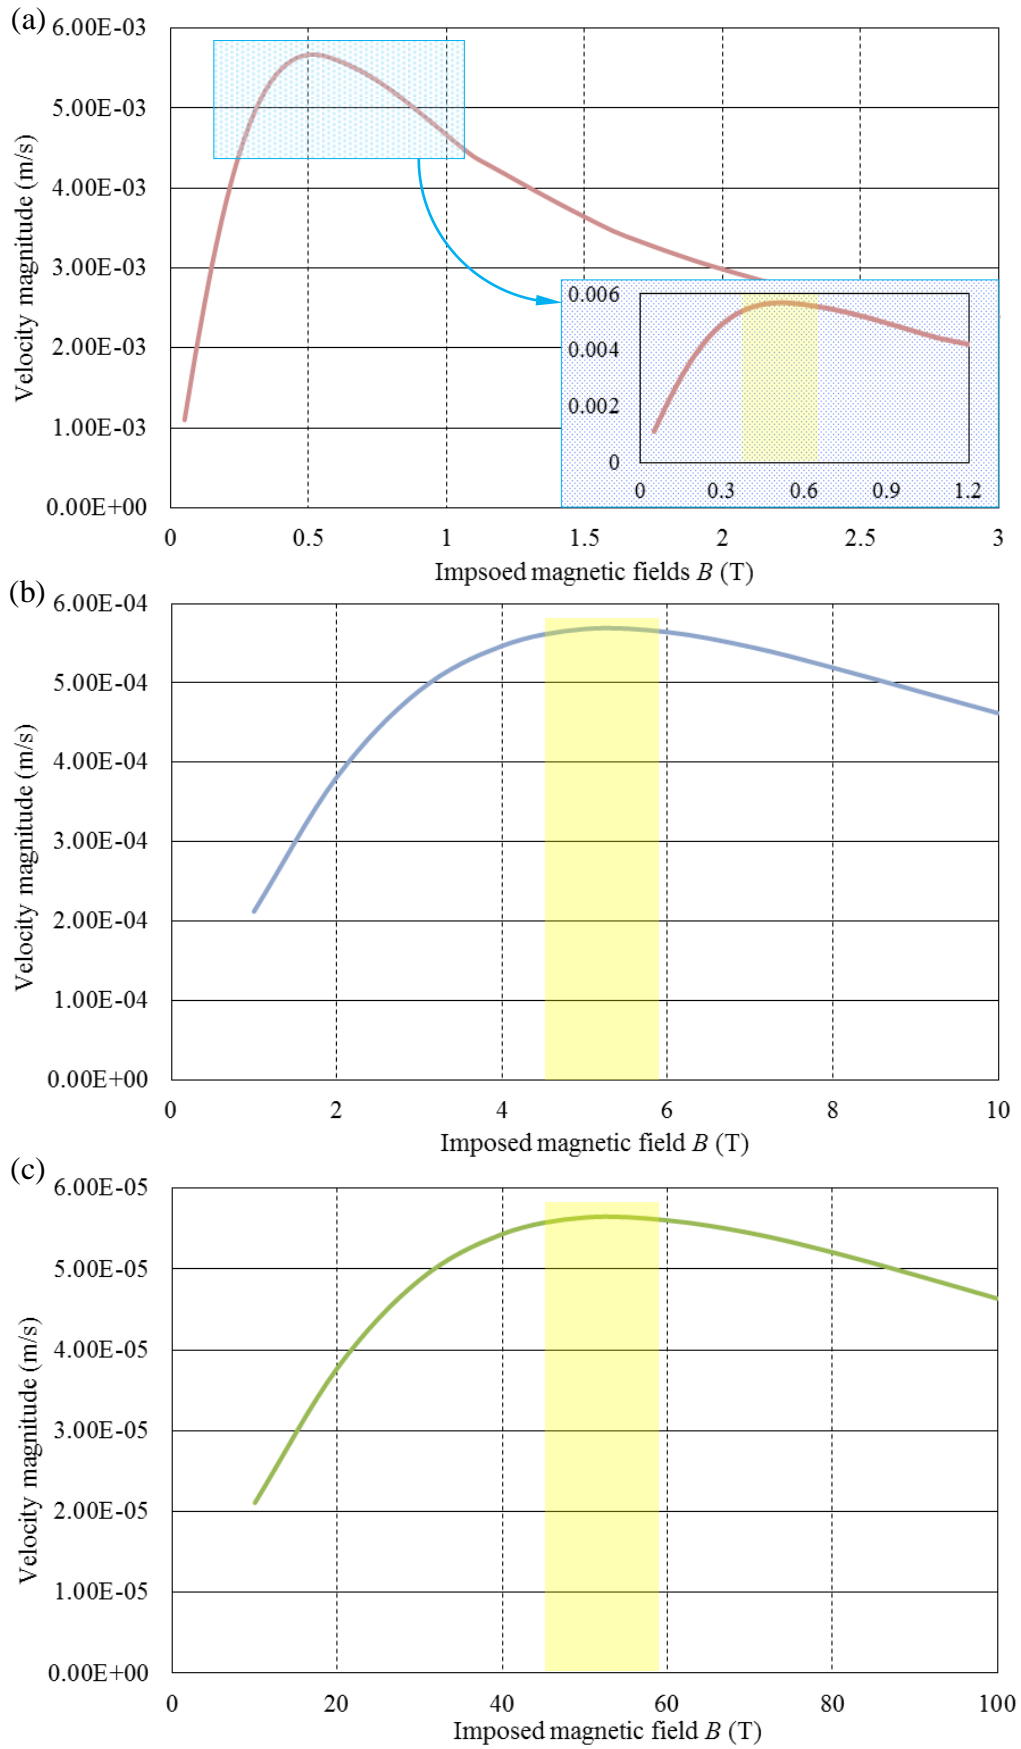 (a)
6.00E-03
5.00E-03
4.00E-03
3.00E-03
2.00E-03
1.00E-03
0.00E+00
Velocity magnitude (m/s)
0.006
0.004
0.002
0
0 0.3 0.6 0.9 1.2
0 0.5 1 1.5 2 2.5 3
Impsoed magnetic fields B (T)
(b)
6.00E-04
5.00E-04
4.00E-04
3.00E-04
2.00E-04
1.00E-04
0.00E+00
Velocity magnitude (m/s)
0 2 4 6 8 10
Imposed magnetic field B (T)
(c)
6.00E-05
5.00E-05
4.00E-05
3.00E-05
2.00E-05
1.00E-05
0.00E+00
Velocity magnitude (m/s)
0 20 40 60 80 100
Imposed magnetic field B (T)